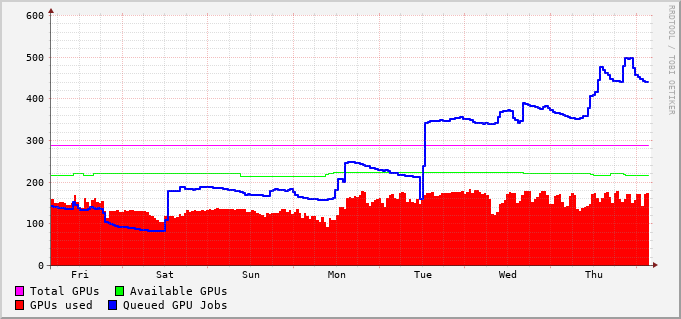 600
500
400
300
200
100
0
Fri Sat Sun Mon Tue Wed Thu
Total GPUs Available GPUs
GPUs used Queued GPU Jobs
RRDTOOL / TOBI OETIKER